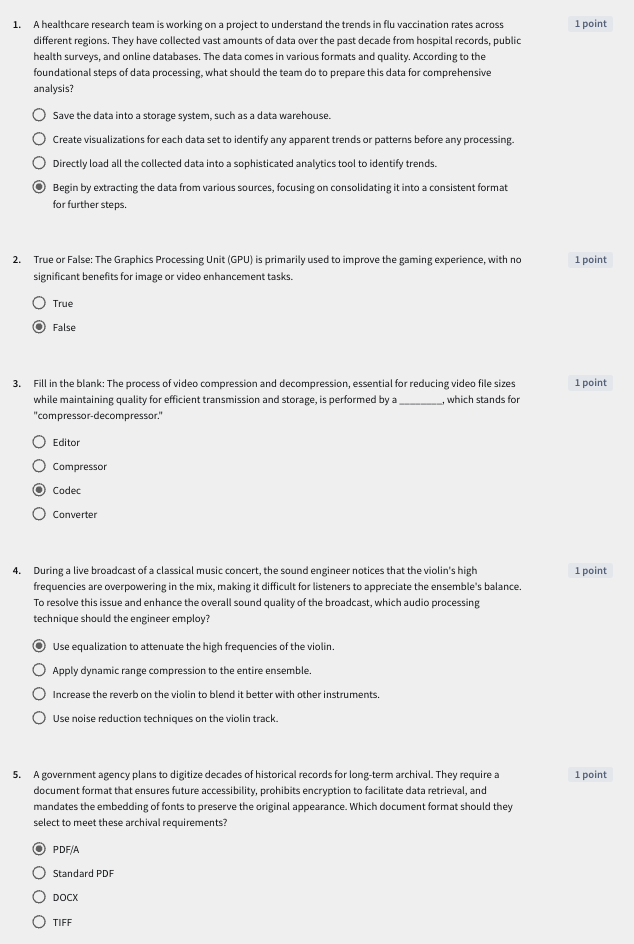 1. A healthcare research team is working on a project to understand the trends in flu vaccination rates across 1 point
different regions. They have collected vast amounts of data over the past decade from hospital records, public
health surveys, and online databases. The data comes in various formats and quality. According to the
foundational steps of data processing, what should the team do to prepare this data for comprehensive
analysis?
Save the data into a storage system, such as a data warehouse.
Create visualizations for each data set to identify any apparent trends or patterns before any processing.
Directly load all the collected data into a sophisticated analytics tool to identify trends.
Begin by extracting the data from various sources, focusing on consolidating it into a consistent format
for further steps.
2. True or False: The Graphics Processing Unit (GPU) is primarily used to improve the gaming experience, with no 1 point
significant benefits for image or video enhancement tasks.
True
False
3. Fill in the blank: The process of video compression and decompression, essential for reducing video file sizes 1 point
while maintaining quality for efficient transmission and storage, is performed by a ________, which stands for
"compressor-decompressor."
Editor
Compressor
Codec
Converter
4. During a live broadcast of a classical music concert, the sound engineer notices that the violin's high 1 point
frequencies are overpowering in the mix, making it difficult for listeners to appreciate the ensemble's balance.
To resolve this issue and enhance the overall sound quality of the broadcast, which audio processing
technique should the engineer employ?
Use equalization to attenuate the high frequencies of the violin.
Apply dynamic range compression to the entire ensemble.
Increase the reverb on the violin to blend it better with other instruments.
Use noise reduction techniques on the violin track.
5. A government agency plans to digitize decades of historical records for long-term archival. They require a 1 point
document format that ensures future accessibility, prohibits encryption to facilitate data retrieval, and
mandates the embedding of fonts to preserve the original appearance. Which document format should they
select to meet these archival requirements?
PDF/A
Standard PDF
DOCX
TIFF